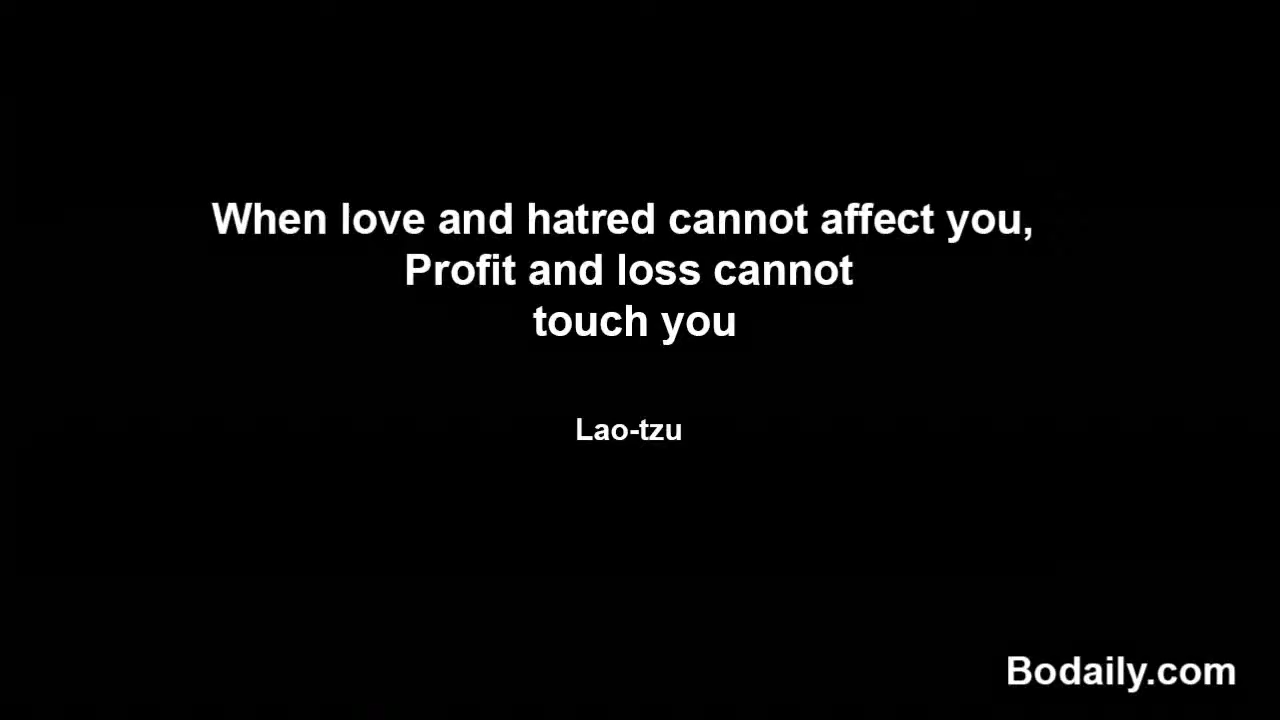 When love and hatred cannot affect you,
Profit and loss cannot
touch you
Lao-tzu
Bodaily.com